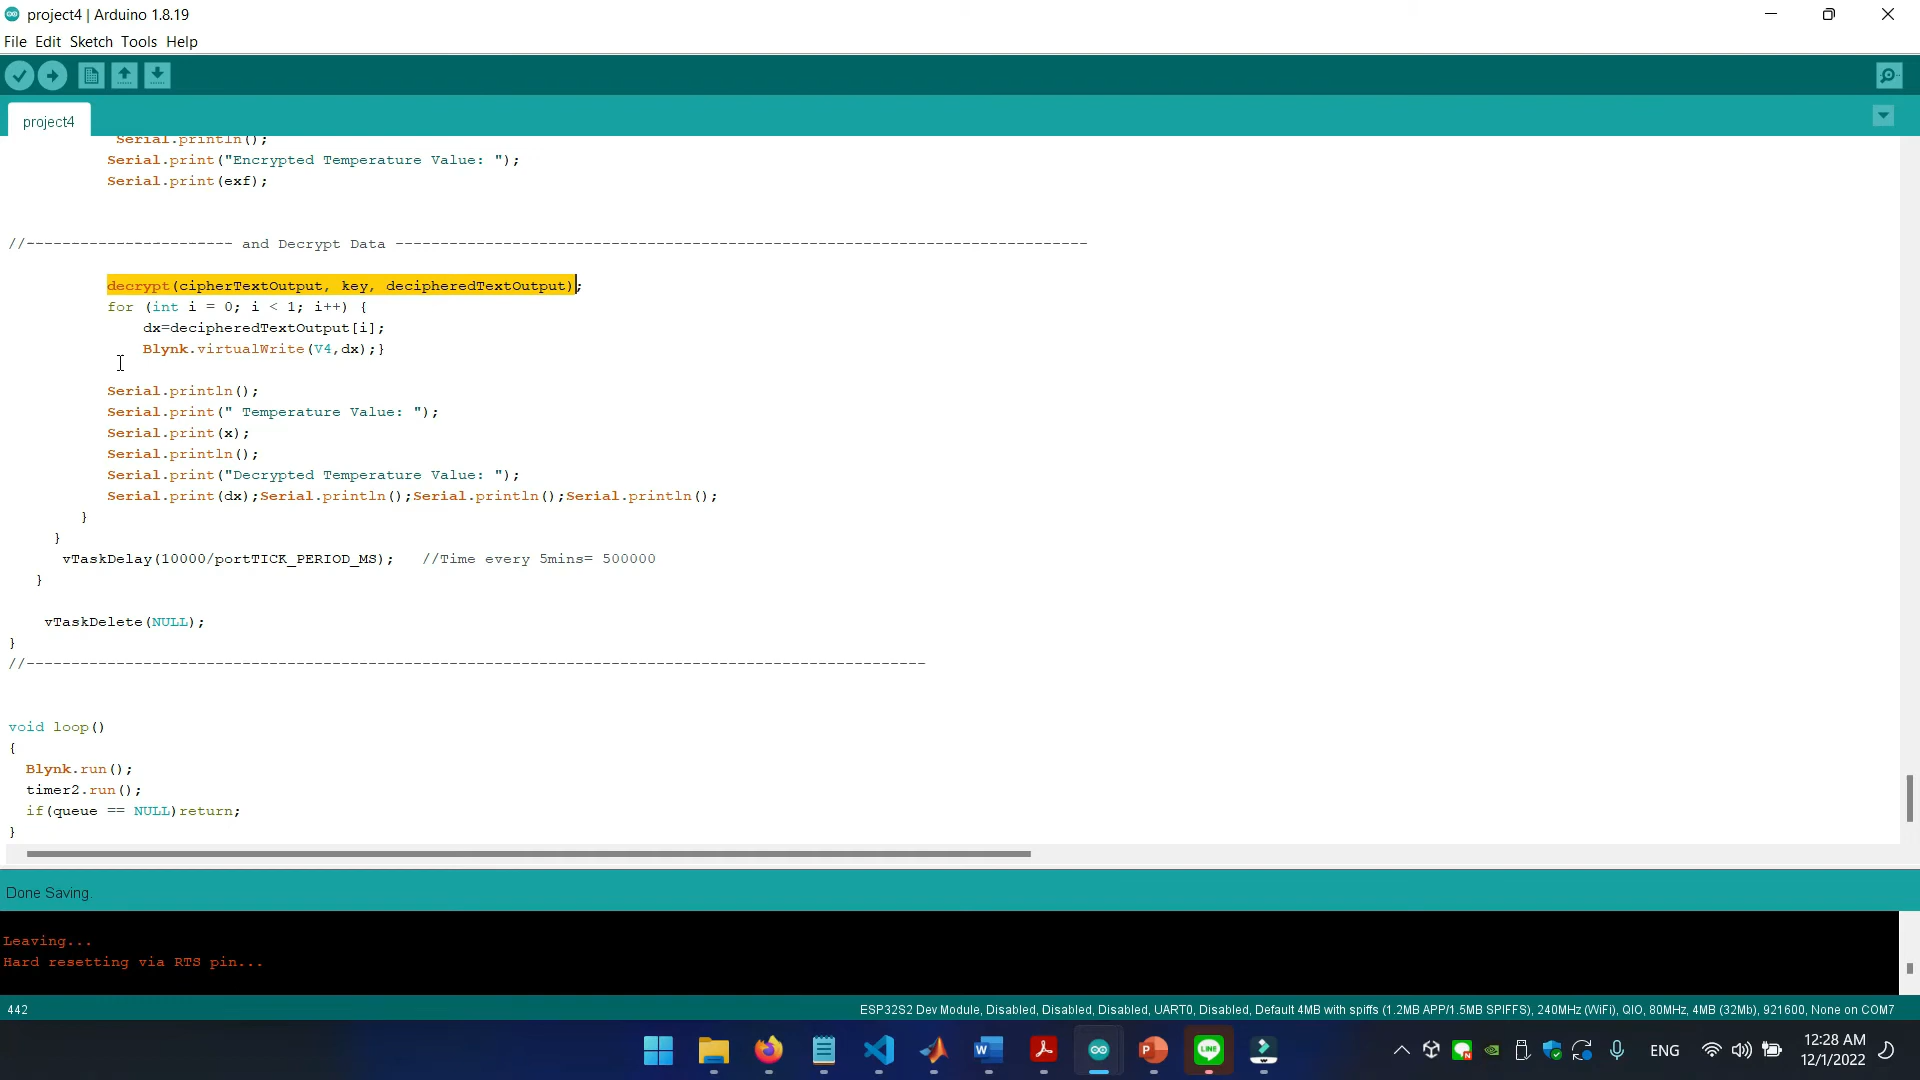 project4 | Arduino 1.8.19
File Edit Sketch Tools Help
project4
Serial.println();
Serial.print("Encrypted Temperature Value: ");
Serial.print(exf);
//----------------------- and Decrypt Data -----------------------------------------------------------------------------
decrypt(cipherTextOutput, key, decipheredTextOutput);
for (int i = 0; i < 1; i++) {
dx=decipheredTextOutput[i];
Blynk.virtualWrite(V4,dx);}
Serial.println();
Serial.print(" Temperature Value: ");
Serial.print(x);
Serial.println();
Serial.print("Decrypted Temperature Value: ");
Serial.print(dx);Serial.println();Serial.println();Serial.println();
}
}
vTaskDelay(10000/portTICK_PERIOD_MS); //Time every 5mins= 500000
}
vTaskDelete(NULL);
}
//----------------------------------------------------------------------------------------------------
void loop()
{
Blynk.run();
timer2.run();
if(queue == NULL)return;
}
Done Saving.
Leaving...
Hard resetting via RTS pin...
442 ESP32S2 Dev Module, Disabled, Disabled, Disabled, UART0, Disabled, Default 4MB with spiffs (1.2MB APP/1.5MB SPIFFS), 240MHz (WiFi), QIO, 80MHz, 4MB (32Mb), 921600, None on COM7
ENG
12:28 AM
12/1/2022